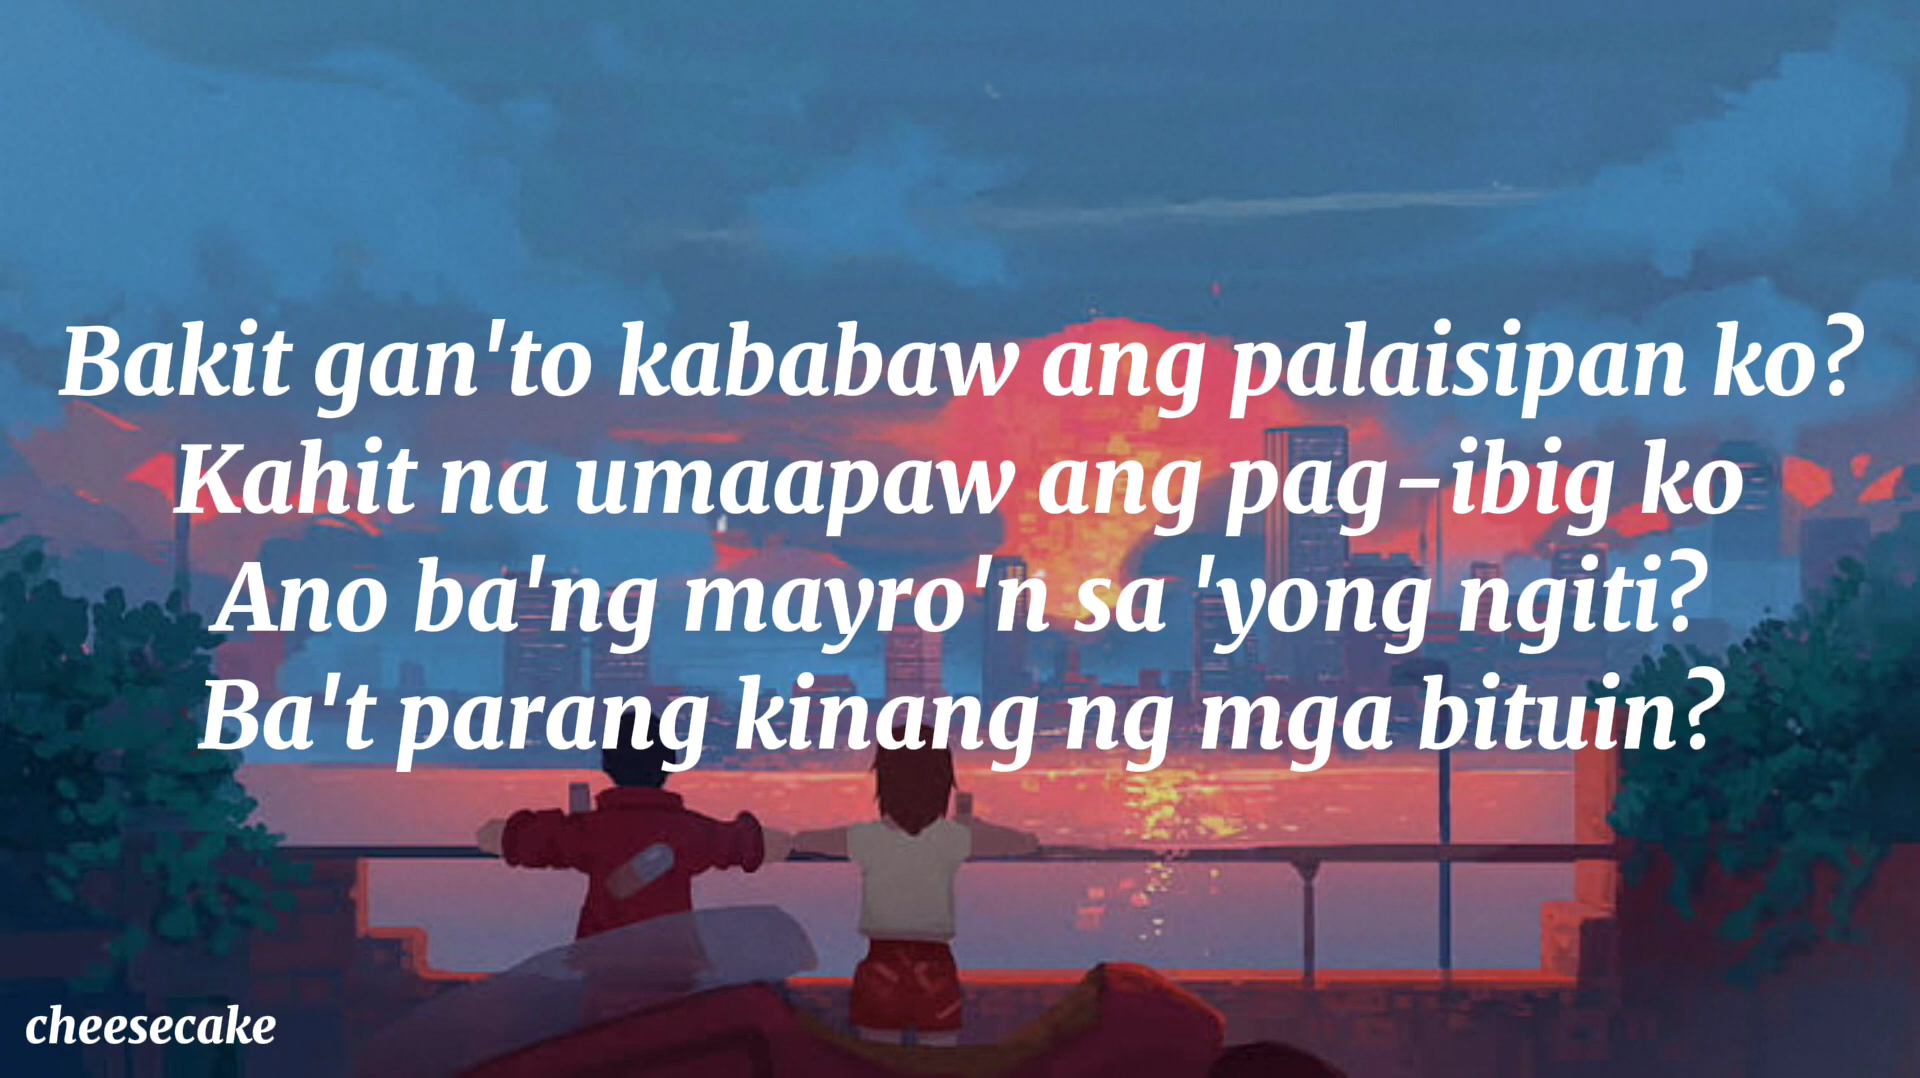 Bakit gan'to kababaw ang palaisipan ko?
Kahit na umaapaw ang pag-ibig ko
Ano ba'ng mayro'n sa 'yong ngiti?
Ba't parang kinang ng mga bituin?
cheesecake